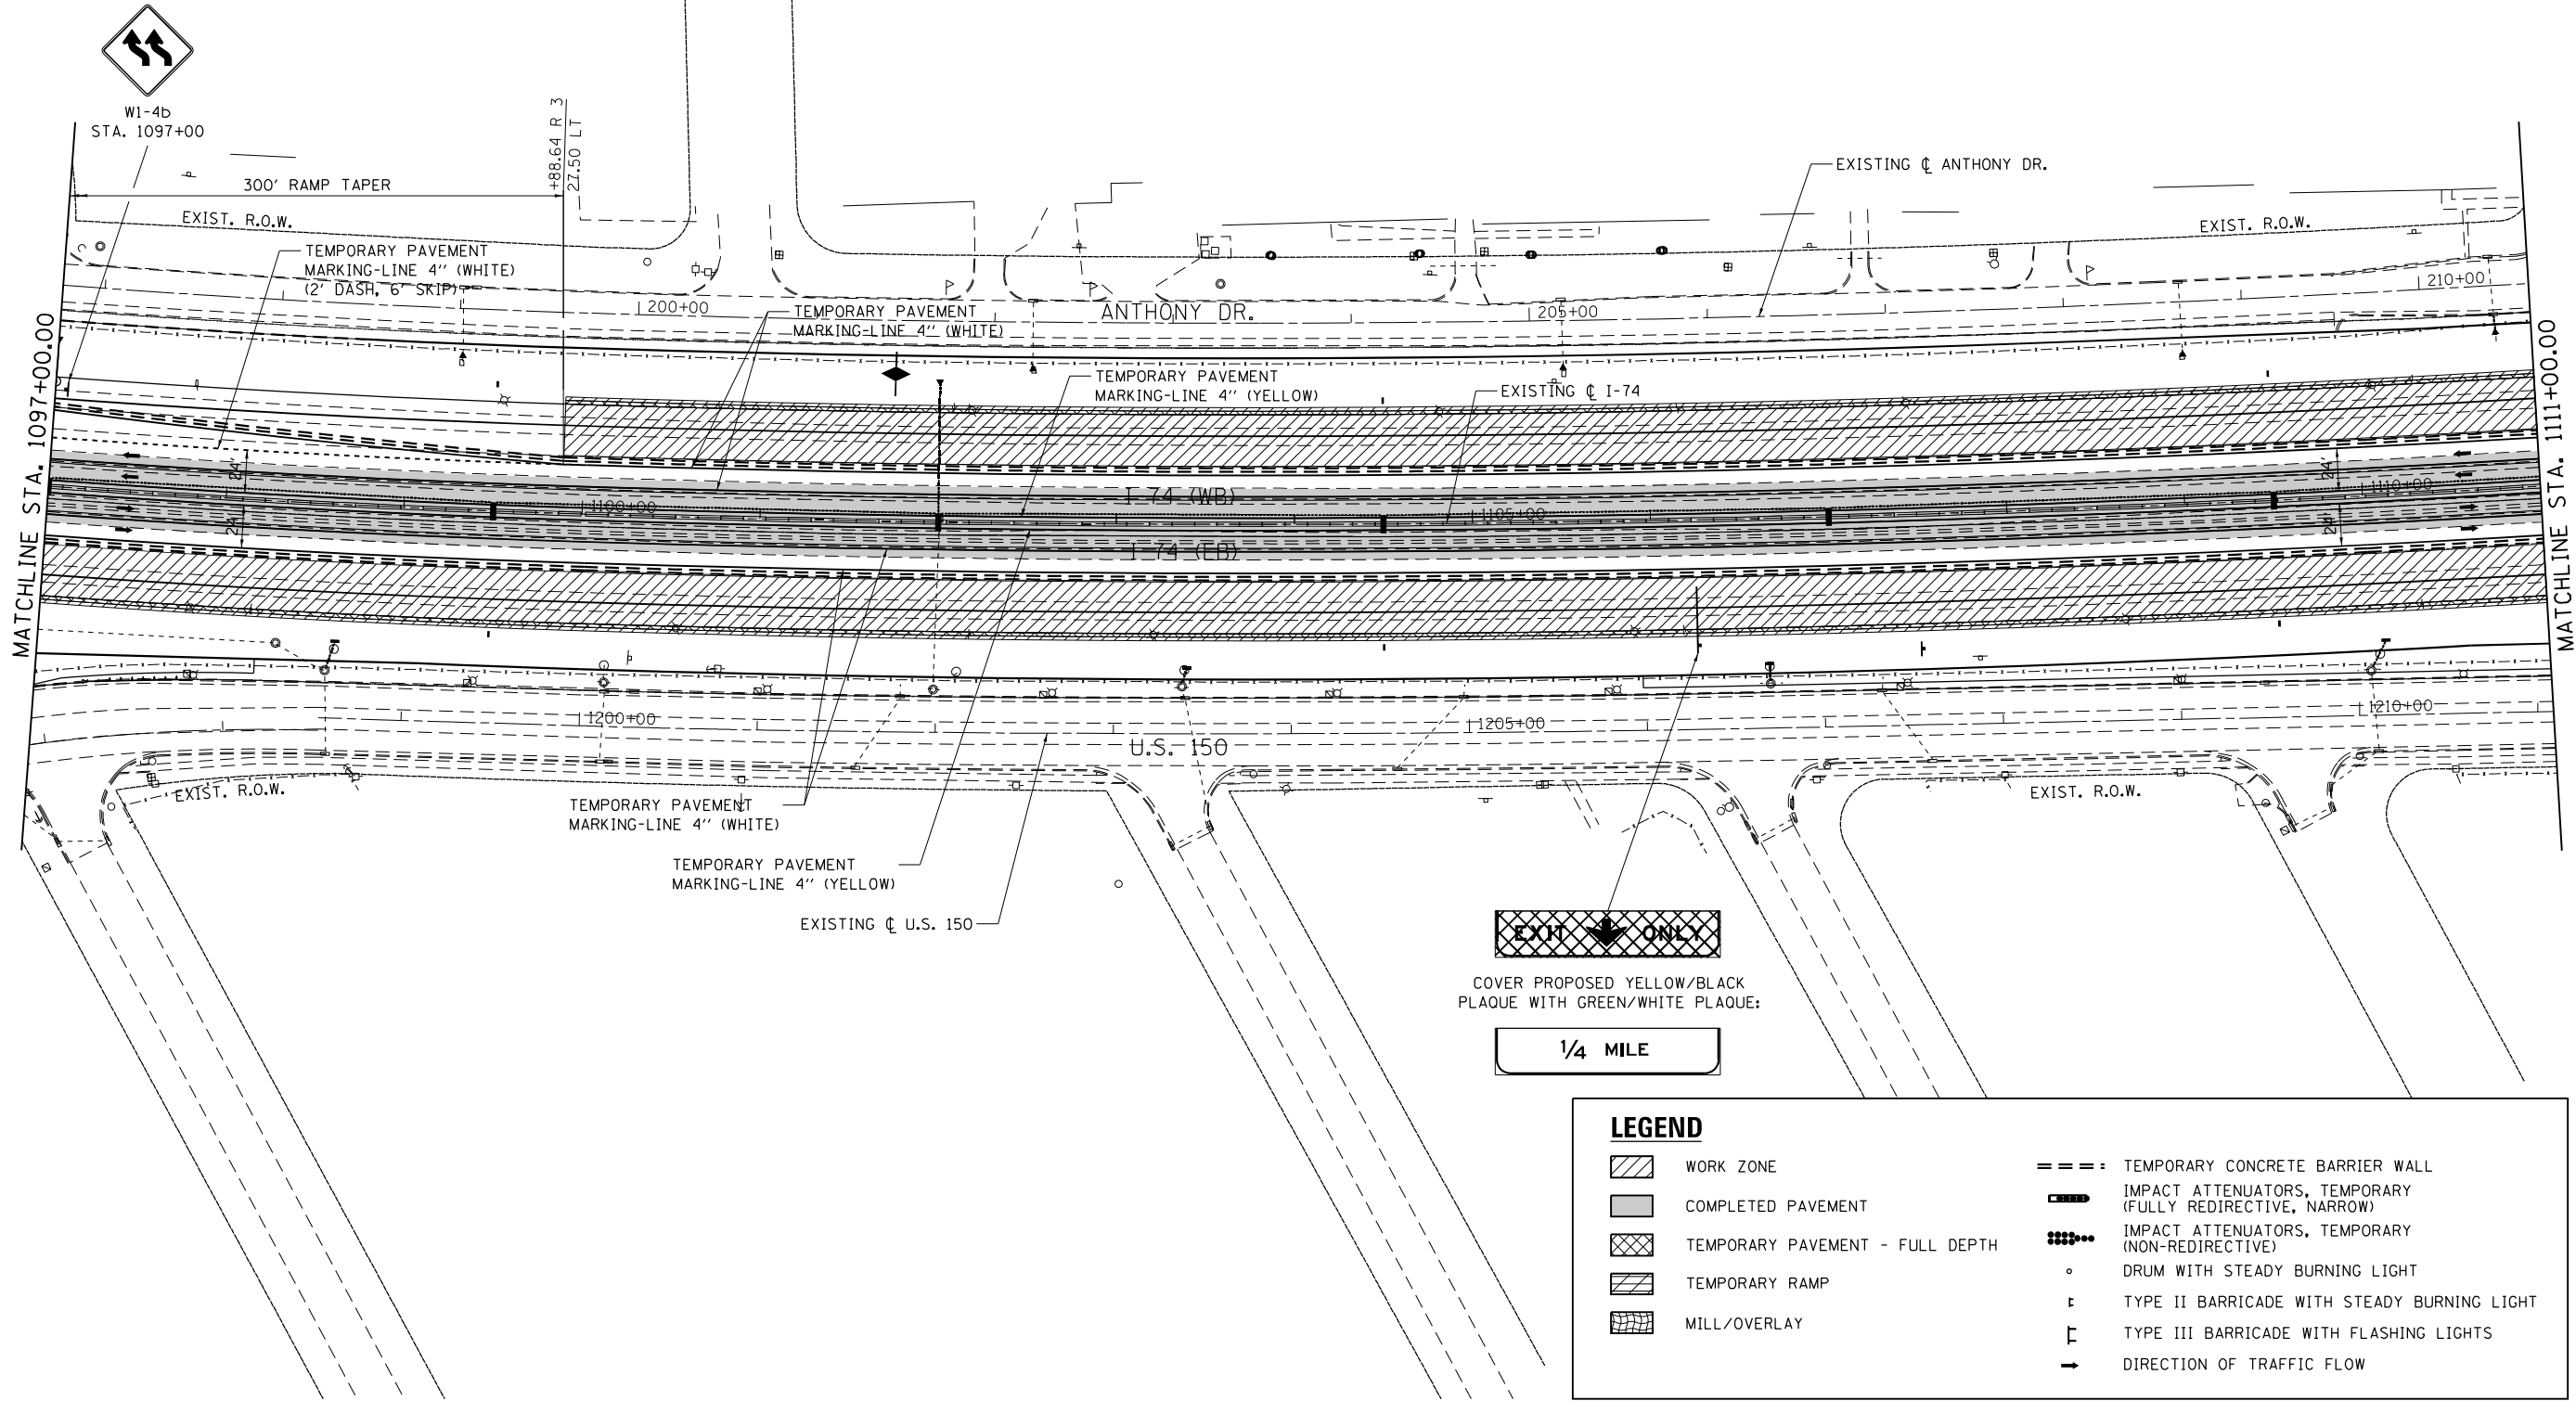 W1-4b
STA. 1097+00
+88.64 R 3
27.50 LT
300' RAMP TAPER
EXISTING ℄ ANTHONY DR.
EXIST. R.O.W.
EXIST. R.O.W.
TEMPORARY PAVEMENT
MARKING-LINE 4'' (WHITE)
(2' DASH, 6' SKIP)
200+00
TEMPORARY PAVEMENT
MARKING-LINE 4'' (WHITE)
ANTHONY DR.
205+00
210+00
MATCHLINE STA. 1097+00.00
MATCHLINE STA. 1111+00.00
TEMPORARY PAVEMENT
MARKING-LINE 4'' (YELLOW)
EXISTING ℄ I-74
24'
24'
I-74 (WB)
1100+00
1105+00
1110+00
24'
24'
I-74 (EB)
1200+00
1205+00
1210+00
U.S. 150
EXIST. R.O.W.
EXIST. R.O.W.
TEMPORARY PAVEMENT
MARKING-LINE 4'' (WHITE)
TEMPORARY PAVEMENT
MARKING-LINE 4'' (YELLOW)
EXISTING ℄ U.S. 150
EXIT ONLY
COVER PROPOSED YELLOW/BLACK
PLAQUE WITH GREEN/WHITE PLAQUE:
1/4 MILE
LEGEND
WORK ZONE
COMPLETED PAVEMENT
TEMPORARY PAVEMENT - FULL DEPTH
TEMPORARY RAMP
MILL/OVERLAY
TEMPORARY CONCRETE BARRIER WALL
IMPACT ATTENUATORS, TEMPORARY
(FULLY REDIRECTIVE, NARROW)
IMPACT ATTENUATORS, TEMPORARY
(NON-REDIRECTIVE)
DRUM WITH STEADY BURNING LIGHT
TYPE II BARRICADE WITH STEADY BURNING LIGHT
TYPE III BARRICADE WITH FLASHING LIGHTS
DIRECTION OF TRAFFIC FLOW